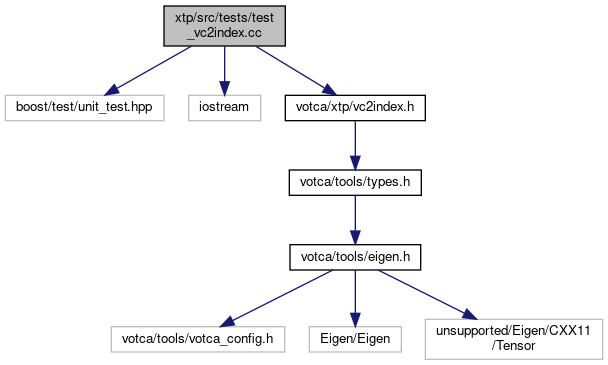 xtp/src/tests/test
_vc2index.cc
boost/test/unit_test.hpp
iostream
votca/xtp/vc2index.h
votca/tools/types.h
votca/tools/eigen.h
votca/tools/votca_config.h
Eigen/Eigen
unsupported/Eigen/CXX11
/Tensor